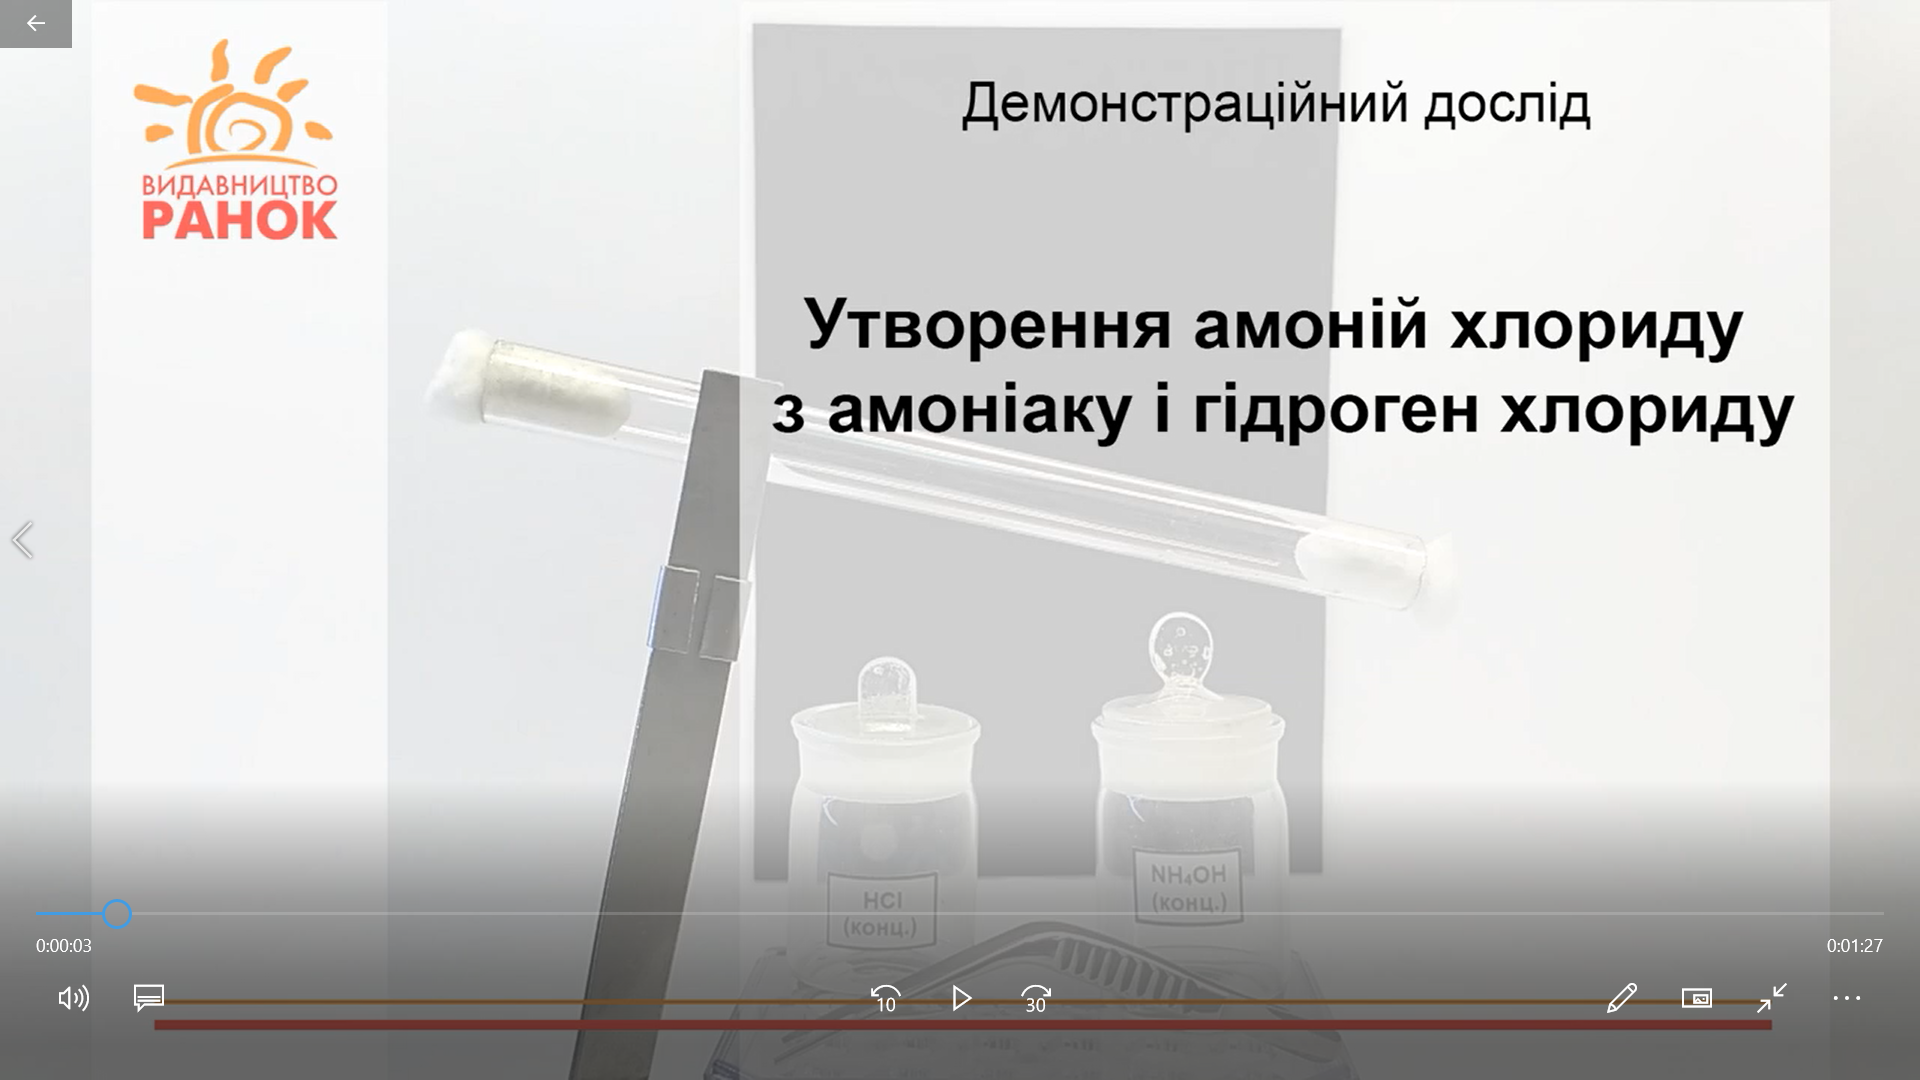 ВИДАВНИЦТВО
РАНОК
Демонстраційний дослід
Утворення амоній хлориду
з амоніаку і гідроген хлориду
HCl
(конц.)
NH₄OH
(конц.)
0:00:03
0:01:27
10
30